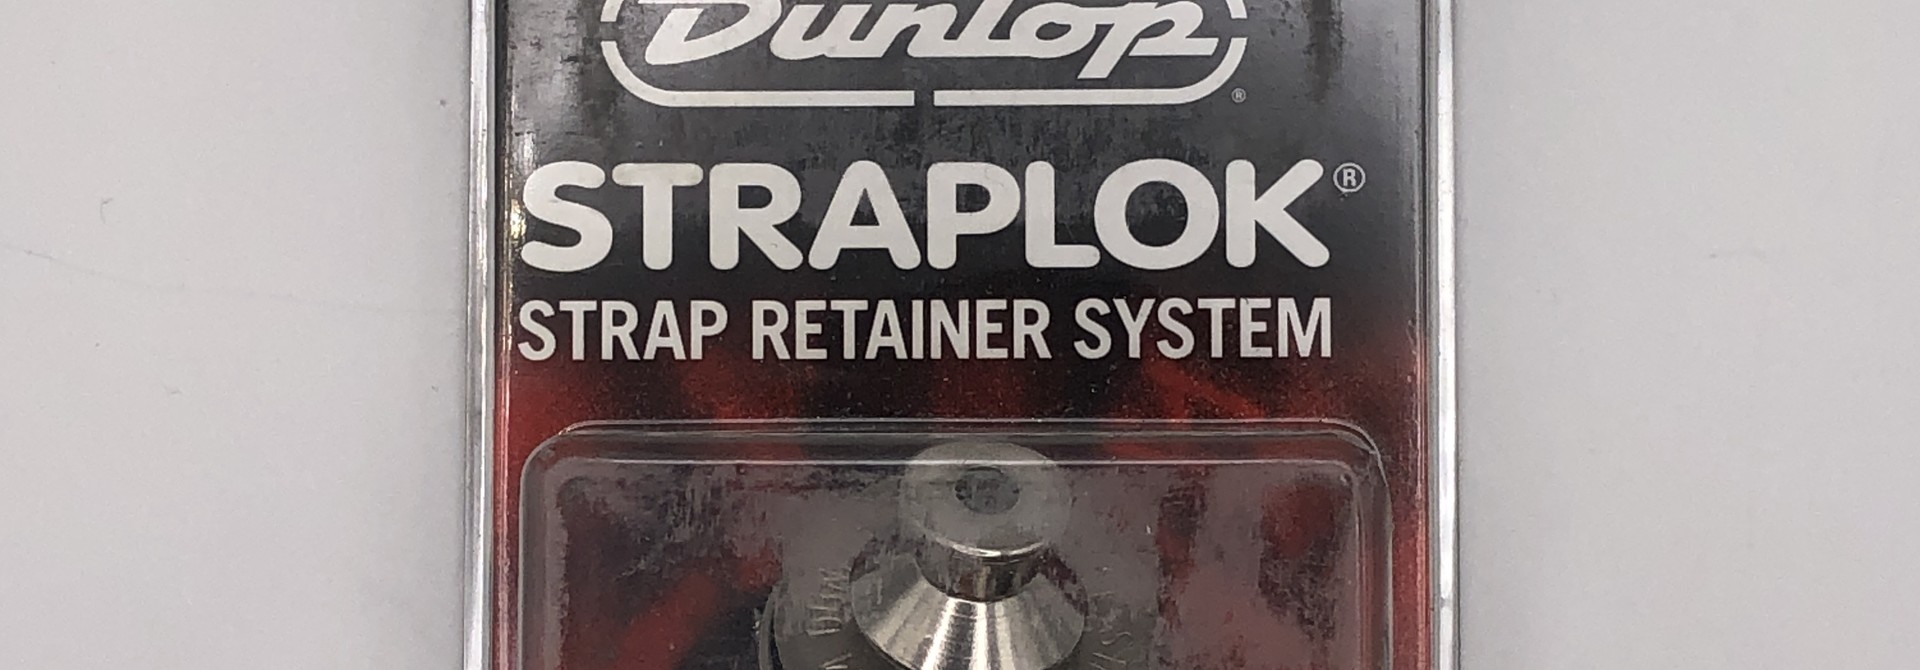 Dunlop®
STRAPLOK®
STRAP RETAINER SYSTEM